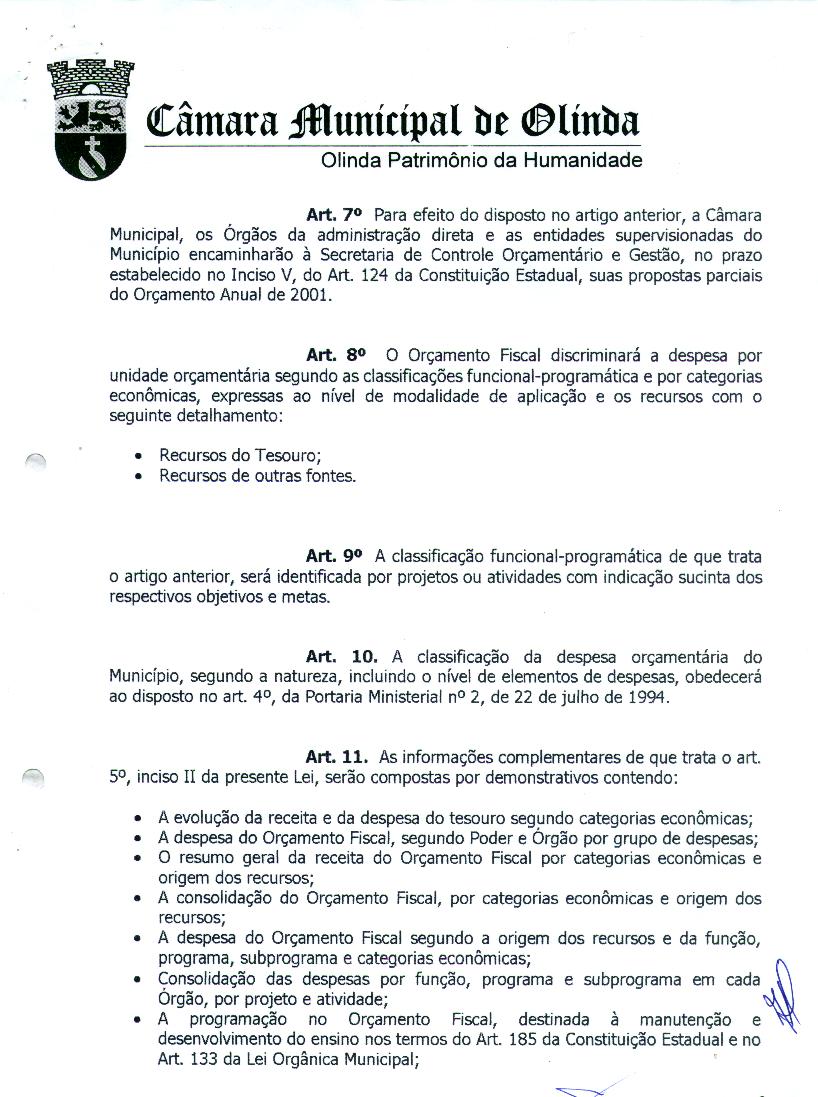 Câmara Municipal de Olinda
Olinda Patrimônio da Humanidade
Art. 7º Para efeito do disposto no artigo anterior, a Câmara
Municipal, os Órgãos da administração direta e as entidades supervisionadas do
Município encaminharão à Secretaria de Controle Orçamentário e Gestão, no prazo
estabelecido no Inciso V, do Art. 124 da Constituição Estadual, suas propostas parciais
do Orçamento Anual de 2001.
Art. 8º O Orçamento Fiscal discriminará a despesa por
unidade orçamentária segundo as classificações funcional-programática e por categorias
econômicas, expressas ao nível de modalidade de aplicação e os recursos com o
seguinte detalhamento:
• Recursos do Tesouro;
• Recursos de outras fontes.
Art. 9º A classificação funcional-programática de que trata
o artigo anterior, será identificada por projetos ou atividades com indicação sucinta dos
respectivos objetivos e metas.
Art. 10. A classificação da despesa orçamentária do
Município, segundo a natureza, incluindo o nível de elementos de despesas, obedecerá
ao disposto no art. 4º, da Portaria Ministerial nº 2, de 22 de julho de 1994.
Art. 11. As informações complementares de que trata o art.
5º, inciso II da presente Lei, serão compostas por demonstrativos contendo:
• A evolução da receita e da despesa do tesouro segundo categorias econômicas;
• A despesa do Orçamento Fiscal, segundo Poder e Órgão por grupo de despesas;
• O resumo geral da receita do Orçamento Fiscal por categorias econômicas e
origem dos recursos;
• A consolidação do Orçamento Fiscal, por categorias econômicas e origem dos
recursos;
• A despesa do Orçamento Fiscal segundo a origem dos recursos e da função,
programa, subprograma e categorias econômicas;
• Consolidação das despesas por função, programa e subprograma em cada
Órgão, por projeto e atividade;
• A programação no Orçamento Fiscal, destinada à manutenção e
desenvolvimento do ensino nos termos do Art. 185 da Constituição Estadual e no
Art. 133 da Lei Orgânica Municipal;